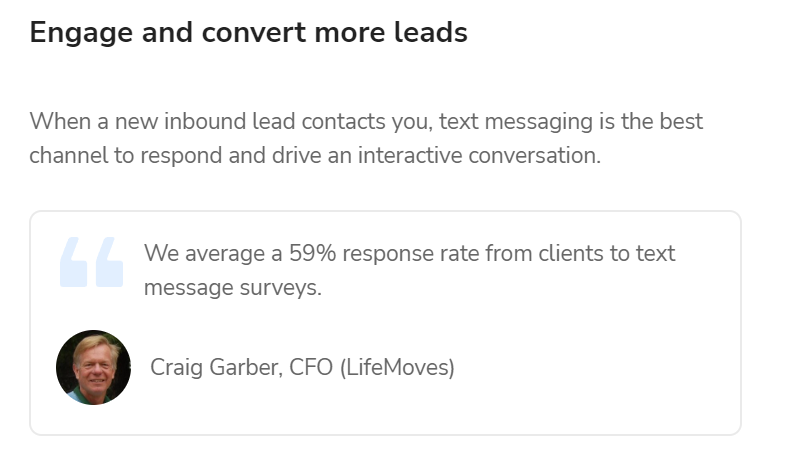 Engage and convert more leads
When a new inbound lead contacts you, text messaging is the best
channel to respond and drive an interactive conversation.
We average a 59% response rate from clients to text
message surveys.
Craig Garber, CFO (LifeMoves)